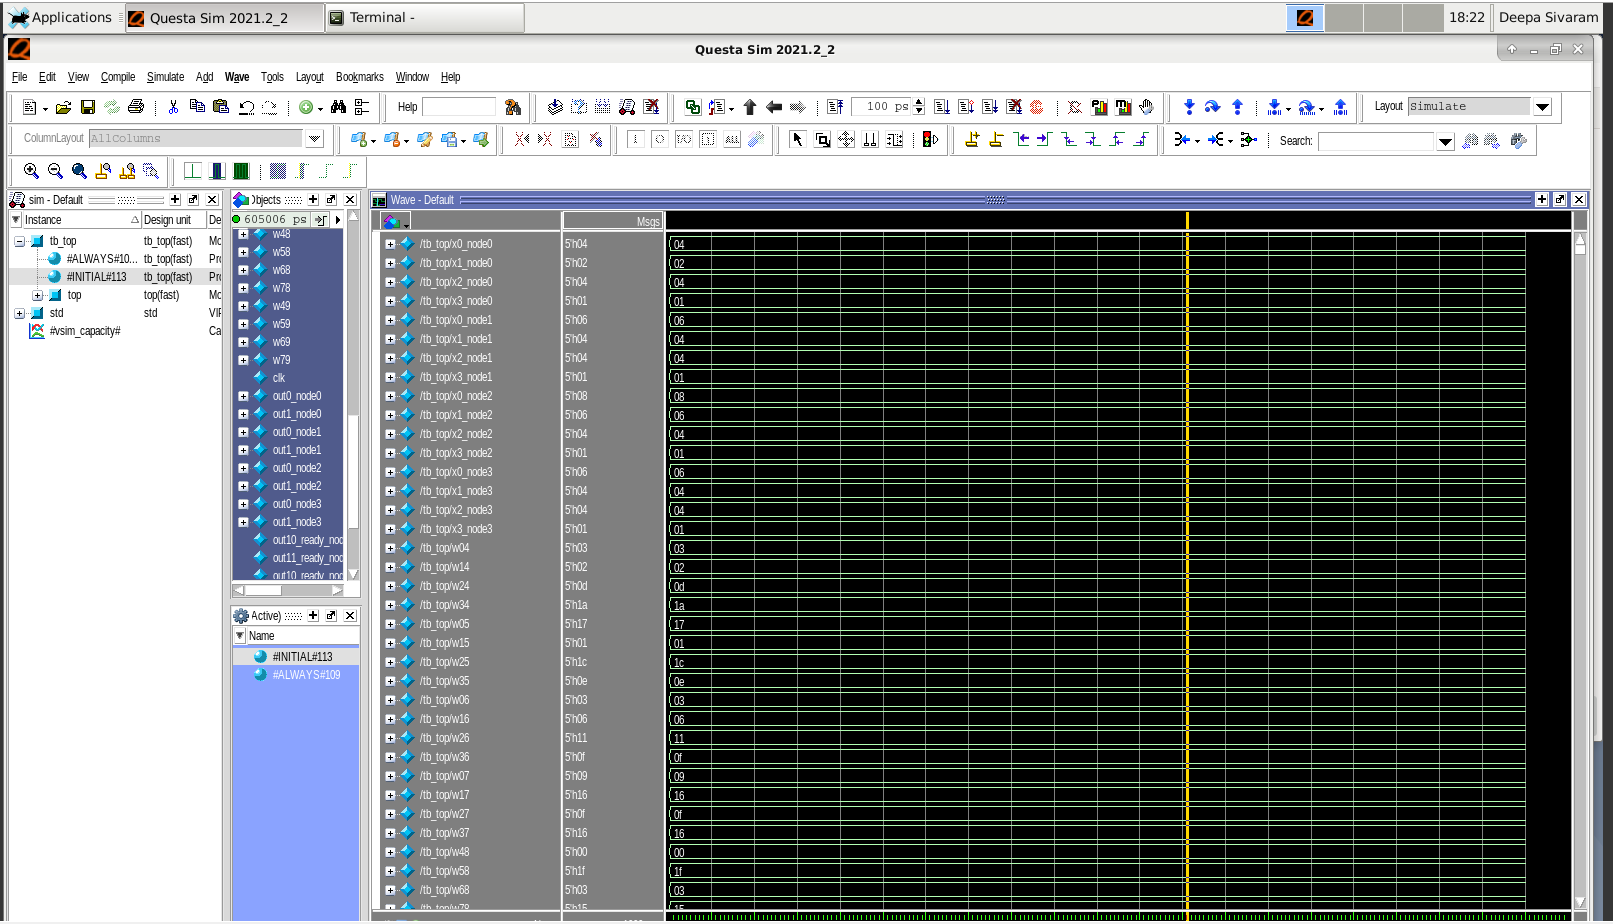 Applications
Questa Sim 2021.2_2
Terminal -
18:22
Deepa Sivaram
Questa Sim 2021.2_2
File Edit View Compile Simulate Add Wave Tools Layout Bookmarks Window Help
Help
100 ps
Layout Simulate
ColumnLayout AllColumns
Search:
sim - Default
Instance Design unit De
tb_top tb_top(fast) Mo
#ALWAYS#10... tb_top(fast) Pro
#INITIAL#113 tb_top(fast) Pro
top top(fast) Mo
std std VIF
#vsim_capacity# Ca
Objects
605006 ps
w48
w58
w68
w78
w49
w59
w69
w79
clk
out0_node0
out1_node0
out0_node1
out1_node1
out0_node2
out1_node2
out0_node3
out1_node3
out10_ready_nod
out11_ready_nod
out10_ready_nod
Active)
Name
#INITIAL#113
#ALWAYS#109
Wave - Default
Msgs
/tb_top/x0_node0 5'h04 04
/tb_top/x1_node0 5'h02 02
/tb_top/x2_node0 5'h04 04
/tb_top/x3_node0 5'h01 01
/tb_top/x0_node1 5'h06 06
/tb_top/x1_node1 5'h04 04
/tb_top/x2_node1 5'h04 04
/tb_top/x3_node1 5'h01 01
/tb_top/x0_node2 5'h08 08
/tb_top/x1_node2 5'h06 06
/tb_top/x2_node2 5'h04 04
/tb_top/x3_node2 5'h01 01
/tb_top/x0_node3 5'h06 06
/tb_top/x1_node3 5'h04 04
/tb_top/x2_node3 5'h04 04
/tb_top/x3_node3 5'h01 01
/tb_top/w04 5'h03 03
/tb_top/w14 5'h02 02
/tb_top/w24 5'h0d 0d
/tb_top/w34 5'h1a 1a
/tb_top/w05 5'h17 17
/tb_top/w15 5'h01 01
/tb_top/w25 5'h1c 1c
/tb_top/w35 5'h0e 0e
/tb_top/w06 5'h03 03
/tb_top/w16 5'h06 06
/tb_top/w26 5'h11 11
/tb_top/w36 5'h0f 0f
/tb_top/w07 5'h09 09
/tb_top/w17 5'h16 16
/tb_top/w27 5'h0f 0f
/tb_top/w37 5'h16 16
/tb_top/w48 5'h00 00
/tb_top/w58 5'h1f 1f
/tb_top/w68 5'h03 03
/tb_top/w78 5'h15 15